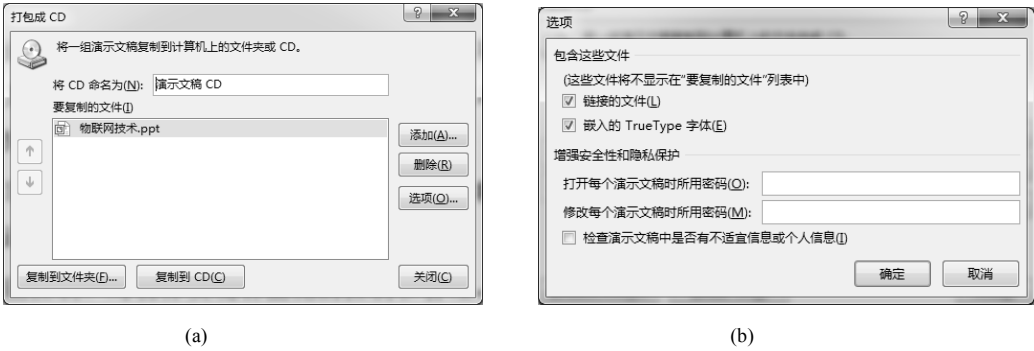 打包成 CD
将一组演示文稿复制到计算机上的文件夹或 CD。
将 CD 命名为(N): 演示文稿 CD
要复制的文件(I)
物联网技术.ppt
添加(A)...
删除(R)
选项(O)...
复制到文件夹(F)... 复制到 CD(C) 关闭(C)
(a)
选项
包含这些文件
(这些文件将不显示在“要复制的文件”列表中)
链接的文件(L)
嵌入的 TrueType 字体(E)
增强安全性和隐私保护
打开每个演示文稿时所用密码(O):
修改每个演示文稿时所用密码(M):
检查演示文稿中是否有不适宜信息或个人信息(I)
确定 取消
(b)